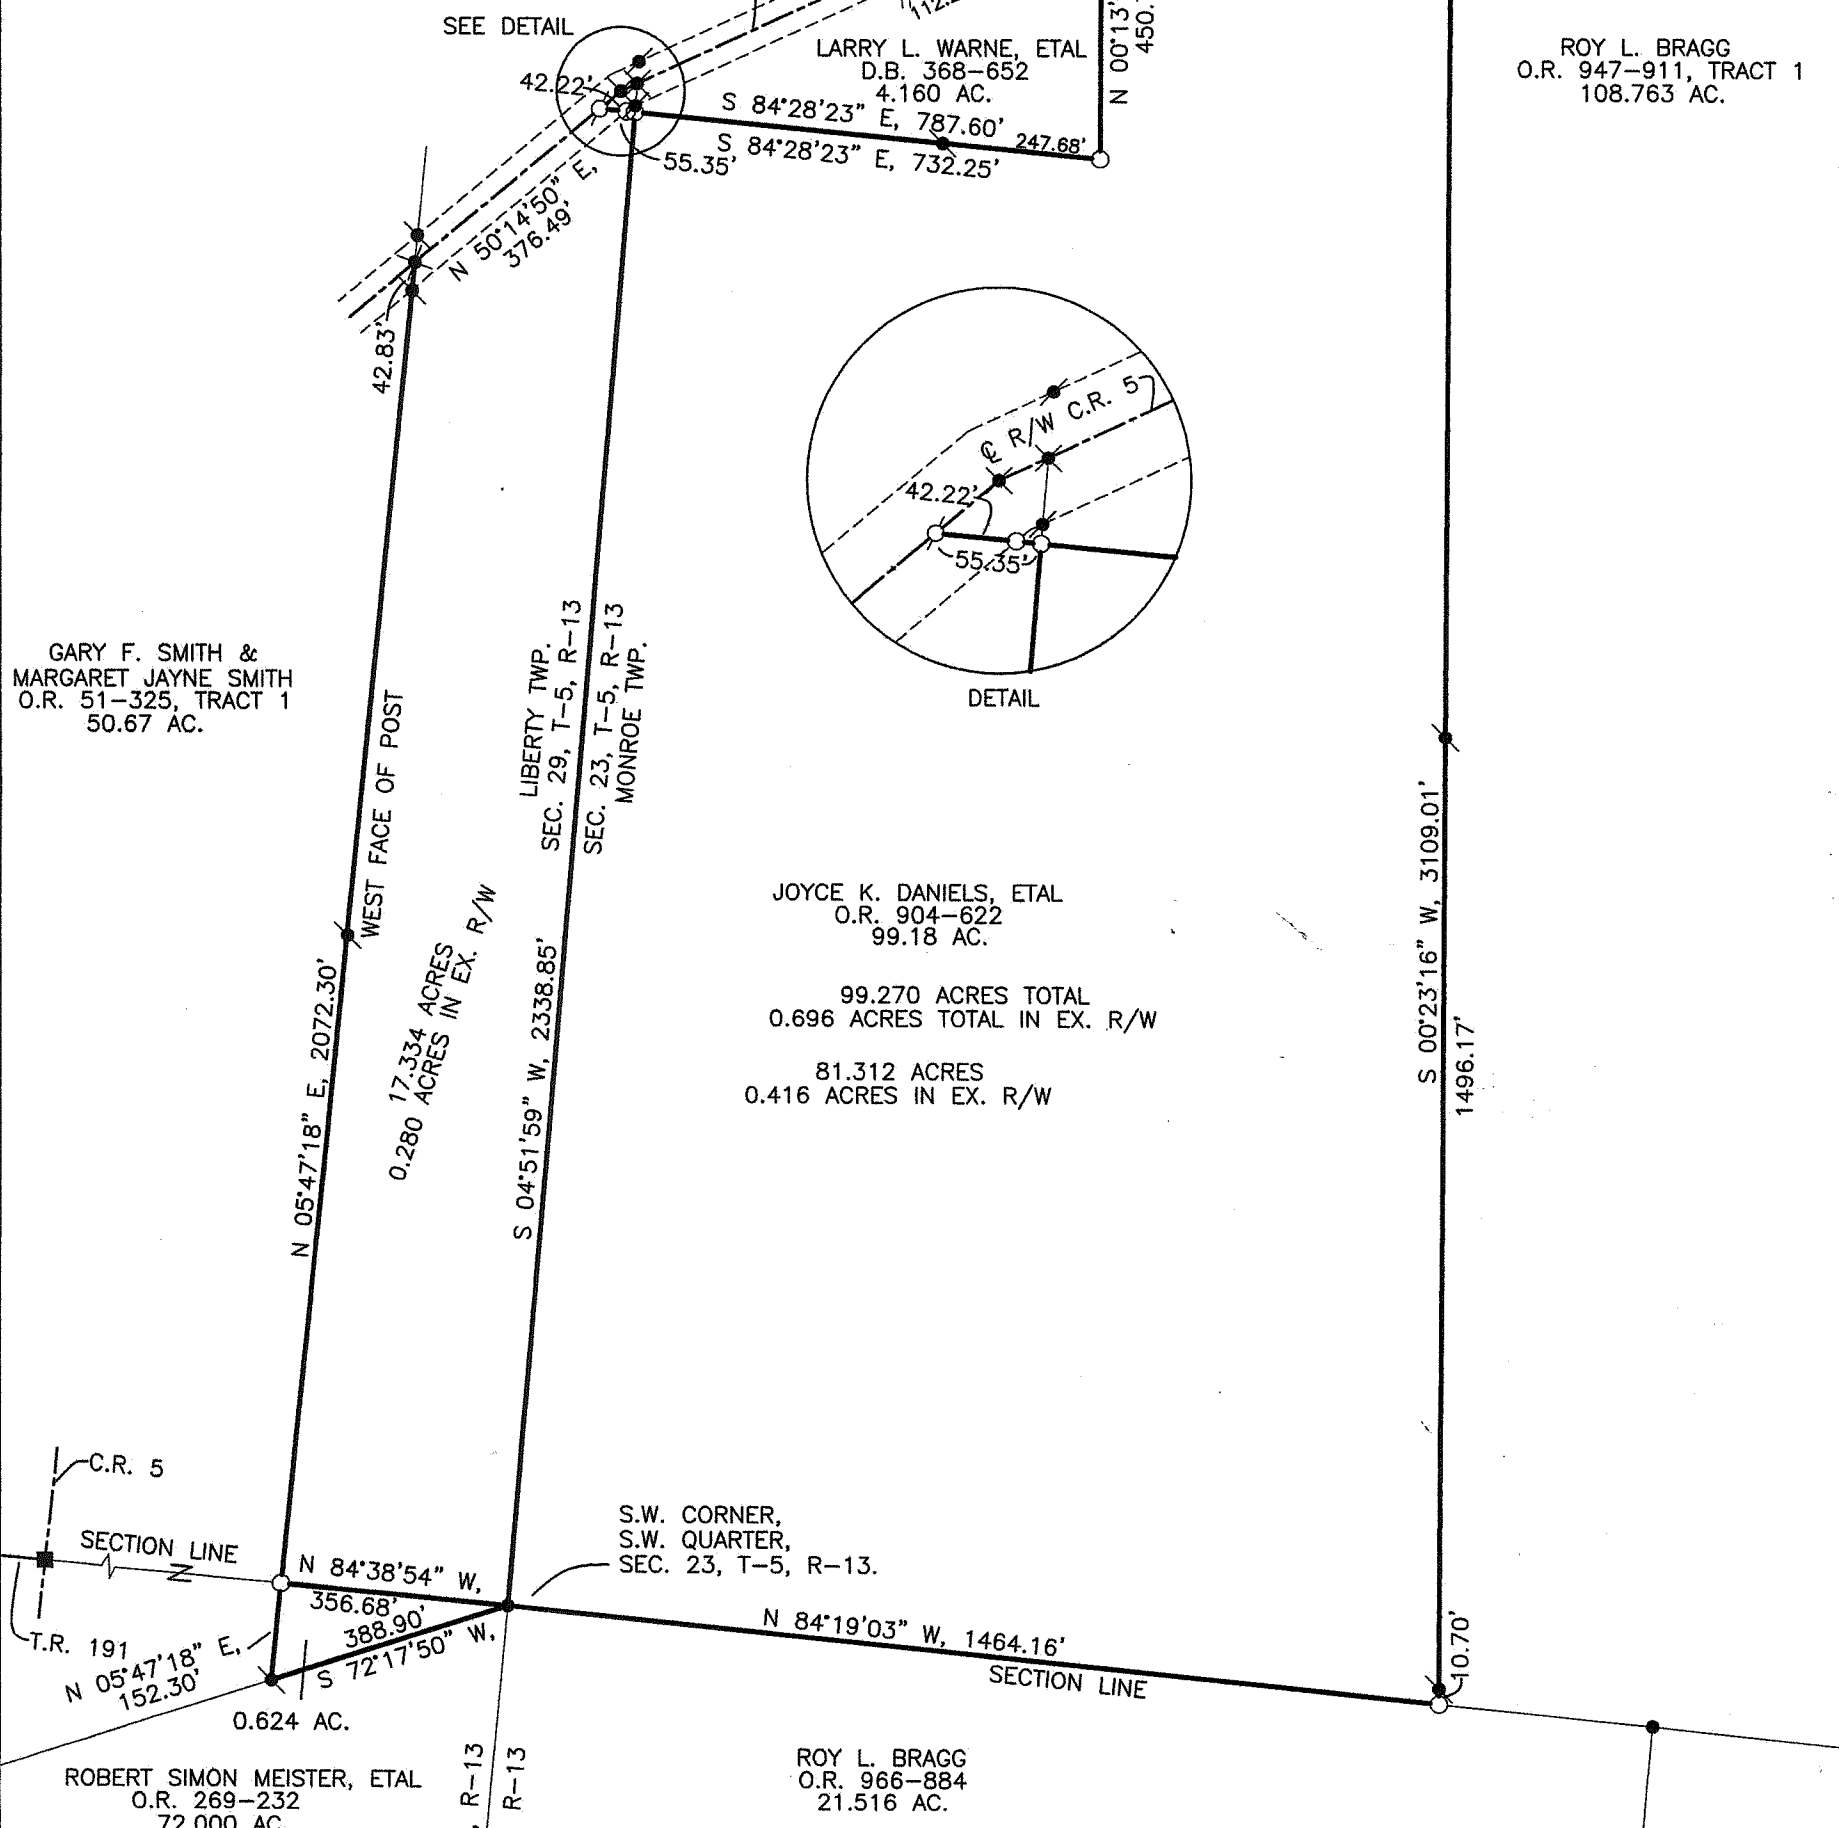 SEE DETAIL
LARRY L. WARNE, ETAL
D.B. 368–652
4.160 AC.
N 00°13'
450.
ROY L. BRAGG
O.R. 947–911, TRACT 1
108.763 AC.
42.22'
S 84°28'23" E, 787.60'
S 84°28'23" E, 732.25'
247.68'
55.35'
N 50°14'50" E,
376.49'
42.83'
℄ R/W C.R. 5
42.22'
55.35'
DETAIL
GARY F. SMITH &
MARGARET JAYNE SMITH
O.R. 51–325, TRACT 1
50.67 AC.
WEST FACE OF POST
LIBERTY TWP.
SEC. 29, T–5, R–13
SEC. 23, T–5, R–13
MONROE TWP.
JOYCE K. DANIELS, ETAL
O.R. 904–622
99.18 AC.
99.270 ACRES TOTAL
0.696 ACRES TOTAL IN EX. R/W
81.312 ACRES
0.416 ACRES IN EX. R/W
17.334 ACRES
0.280 ACRES IN EX. R/W
N 05°47'18" E, 2072.30'
S 04°51'59" W, 2338.85'
S 00°23'16" W, 3109.01'
1496.17'
C.R. 5
SECTION LINE
T.R. 191
N 84°38'54" W,
356.68'
388.90'
S 72°17'50" W,
N 05°47'18" E,
152.30'
0.624 AC.
S.W. CORNER,
S.W. QUARTER,
SEC. 23, T–5, R–13.
N 84°19'03" W, 1464.16'
SECTION LINE
10.70'
ROBERT SIMON MEISTER, ETAL
O.R. 269–232
72.000 AC.
R–13
R–13
ROY L. BRAGG
O.R. 966–884
21.516 AC.